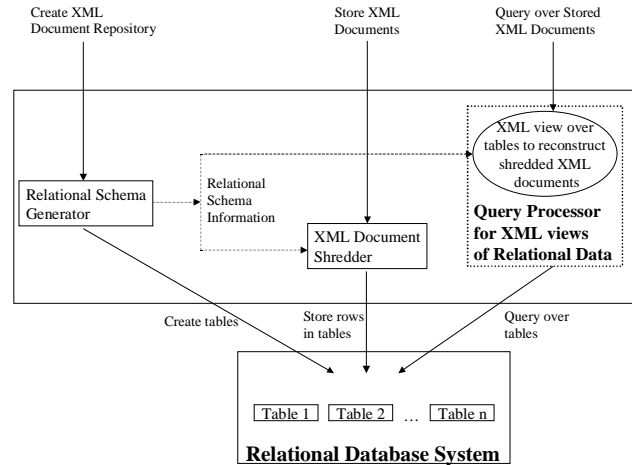 Create XML
Document Repository
Store XML
Documents
Query over Stored
XML Documents
XML view over
tables to reconstruct
shredded XML
documents
Relational Schema
Generator
Relational
Schema
Information
XML Document
Shredder
Query Processor
for XML views
of Relational Data
Create tables
Store rows
in tables
Query over
tables
Table 1
Table 2
...
Table n
Relational Database System